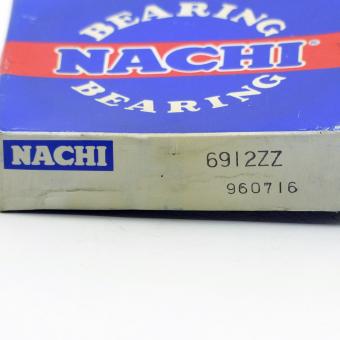 BEARING
NACHI®
BEARING
NACHI 6912ZZ
960716